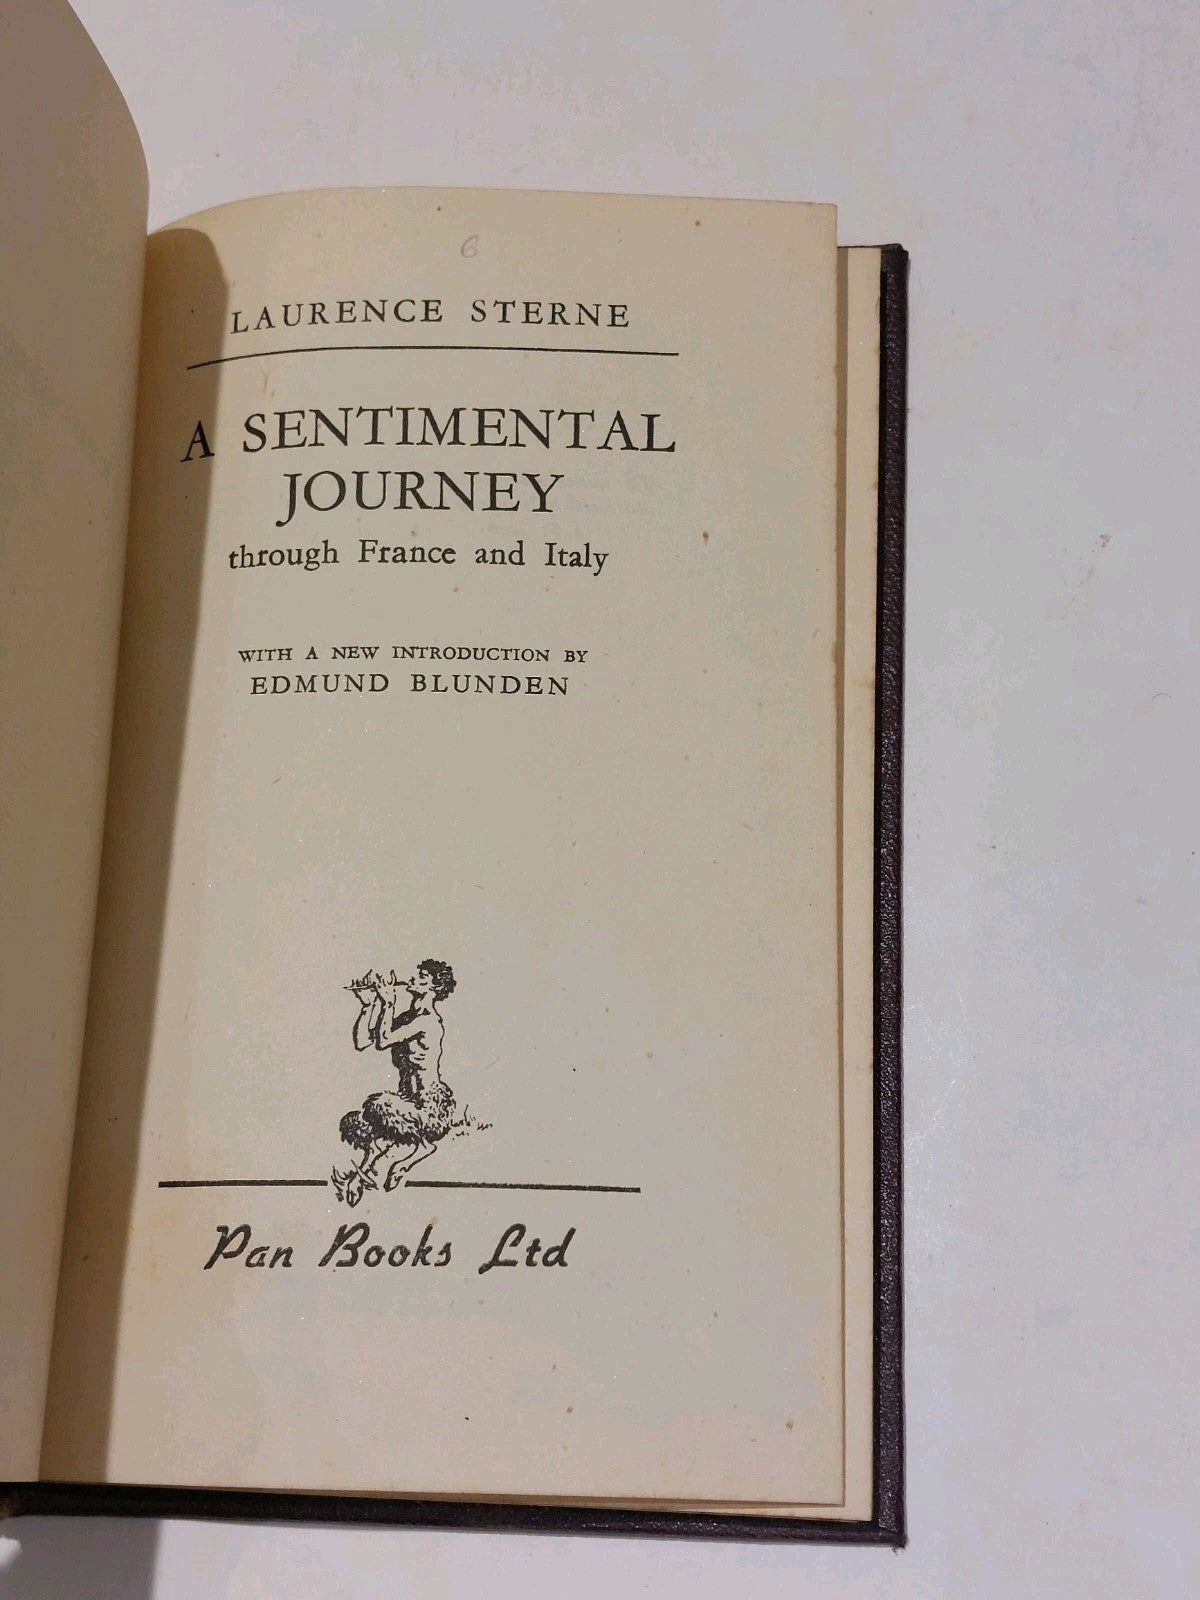 6
LAURENCE STERNE
A SENTIMENTAL
JOURNEY
through France and Italy
WITH A NEW INTRODUCTION BY
EDMUND BLUNDEN
Pan Books Ltd